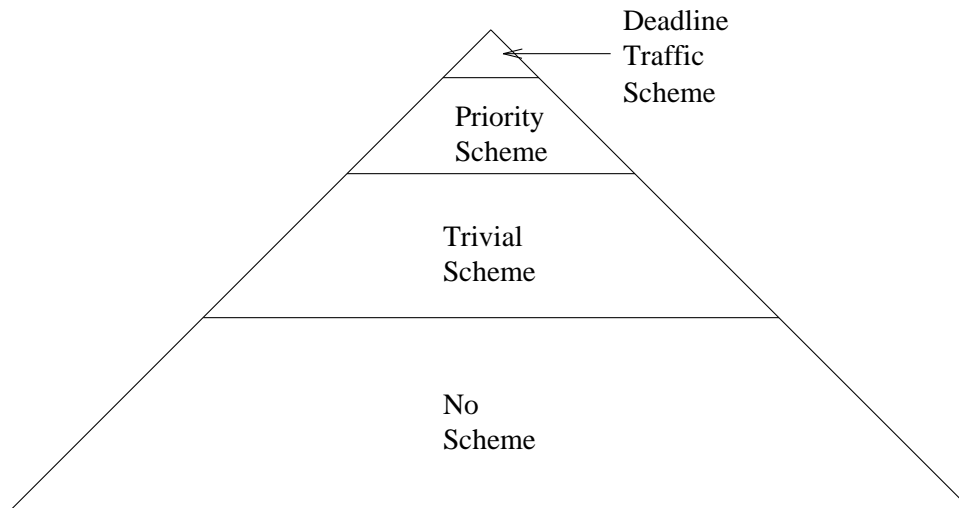 Deadline
Traffic
Scheme
Priority
Scheme
Trivial
Scheme
No
Scheme